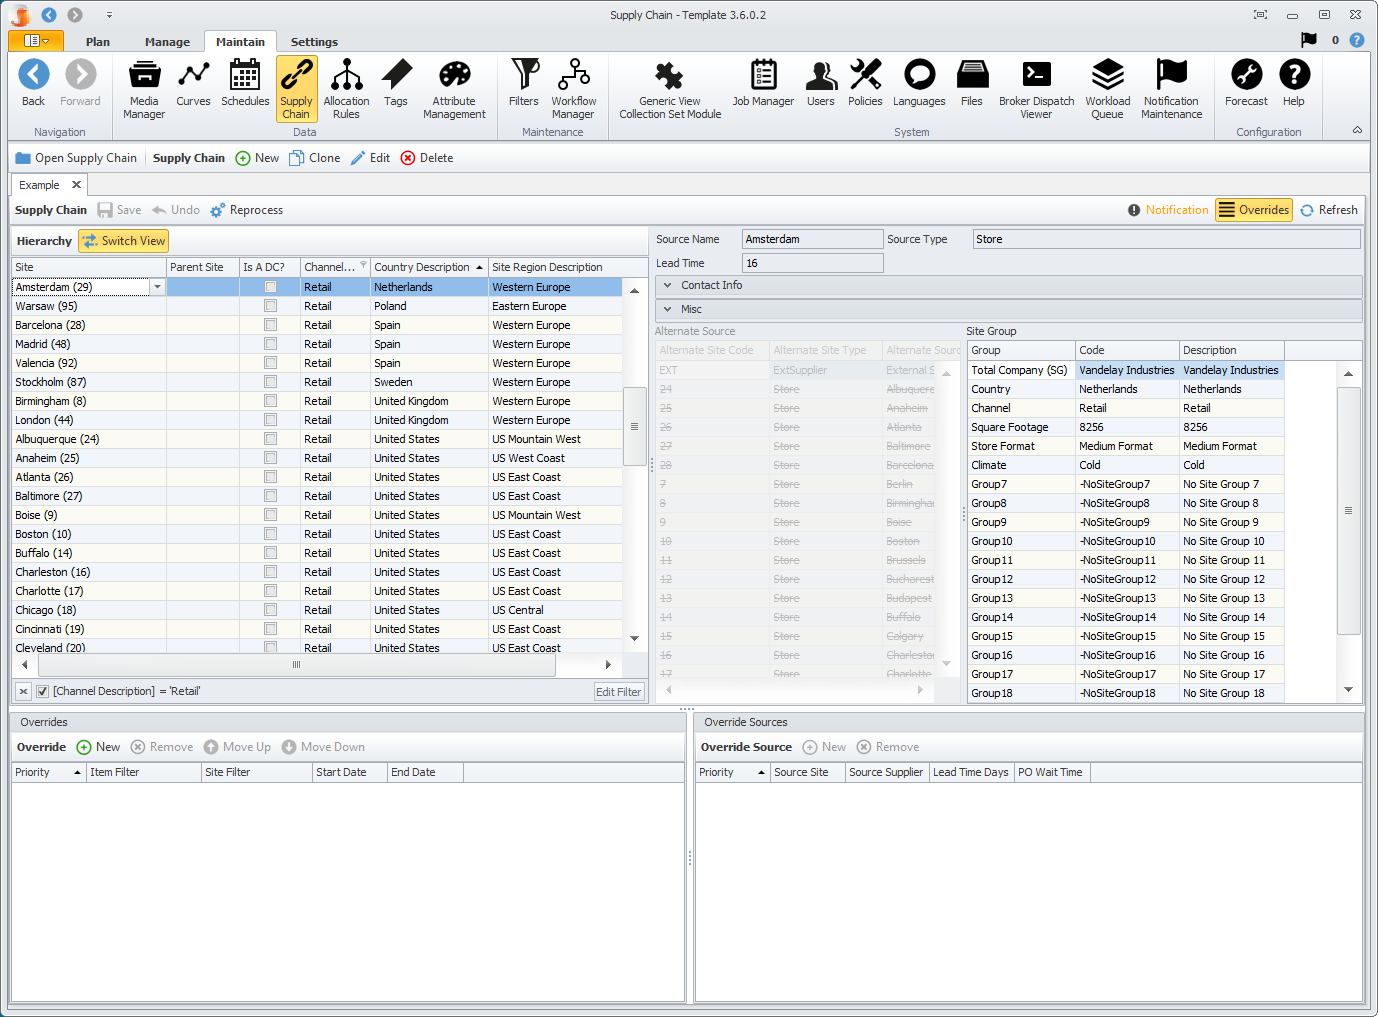 Supply Chain - Template 3.6.0.2
Plan Manage Maintain Settings 0
Back Forward Media Manager Curves Schedules Supply Chain Allocation Rules Tags Attribute Management Filters Workflow Manager Generic View Collection Set Module Job Manager Users Policies Languages Files Broker Dispatch Viewer Workload Queue Notification Maintenance Forecast Help
Navigation Data Maintenance System Configuration
Open Supply Chain Supply Chain New Clone Edit Delete
Example
Supply Chain Save Undo Reprocess Notification Overrides Refresh
Hierarchy Switch View
Site Parent Site Is A DC? Channel... Country Description Site Region Description
Amsterdam (29) Retail Netherlands Western Europe
Warsaw (95) Retail Poland Eastern Europe
Barcelona (28) Retail Spain Western Europe
Madrid (48) Retail Spain Western Europe
Valencia (92) Retail Spain Western Europe
Stockholm (87) Retail Sweden Western Europe
Birmingham (8) Retail United Kingdom Western Europe
London (44) Retail United Kingdom Western Europe
Albuquerque (24) Retail United States US Mountain West
Anaheim (25) Retail United States US West Coast
Atlanta (26) Retail United States US East Coast
Baltimore (27) Retail United States US East Coast
Boise (9) Retail United States US Mountain West
Boston (10) Retail United States US East Coast
Buffalo (14) Retail United States US East Coast
Charleston (16) Retail United States US East Coast
Charlotte (17) Retail United States US East Coast
Chicago (18) Retail United States US Central
Cincinnati (19) Retail United States US East Coast
Cleveland (20) Retail United States US East Coast
[Channel Description] = 'Retail' Edit Filter
Source Name Amsterdam Source Type Store
Lead Time 16
Contact Info
Misc
Alternate Source
Alternate Site Code Alternate Site Type Alternate Sourc
EXT ExtSupplier External S
24 Store Albuquerq
25 Store Anaheim
26 Store Atlanta
27 Store Baltimore
28 Store Barcelona
7 Store Berlin
8 Store Birmingha
9 Store Boise
10 Store Boston
11 Store Brussels
12 Store Bucharest
13 Store Budapest
14 Store Buffalo
15 Store Calgary
16 Store Charlesto
17 Store Charlotte
Site Group
Group Code Description
Total Company (SG) Vandelay Industries Vandelay Industries
Country Netherlands Netherlands
Channel Retail Retail
Square Footage 8256 8256
Store Format Medium Format Medium Format
Climate Cold Cold
Group7 -NoSiteGroup7 No Site Group 7
Group8 -NoSiteGroup8 No Site Group 8
Group9 -NoSiteGroup9 No Site Group 9
Group10 -NoSiteGroup10 No Site Group 10
Group11 -NoSiteGroup11 No Site Group 11
Group12 -NoSiteGroup12 No Site Group 12
Group13 -NoSiteGroup13 No Site Group 13
Group14 -NoSiteGroup14 No Site Group 14
Group15 -NoSiteGroup15 No Site Group 15
Group16 -NoSiteGroup16 No Site Group 16
Group17 -NoSiteGroup17 No Site Group 17
Group18 -NoSiteGroup18 No Site Group 18
Overrides
Override New Remove Move Up Move Down
Priority Item Filter Site Filter Start Date End Date
Override Sources
Override Source New Remove
Priority Source Site Source Supplier Lead Time Days PO Wait Time